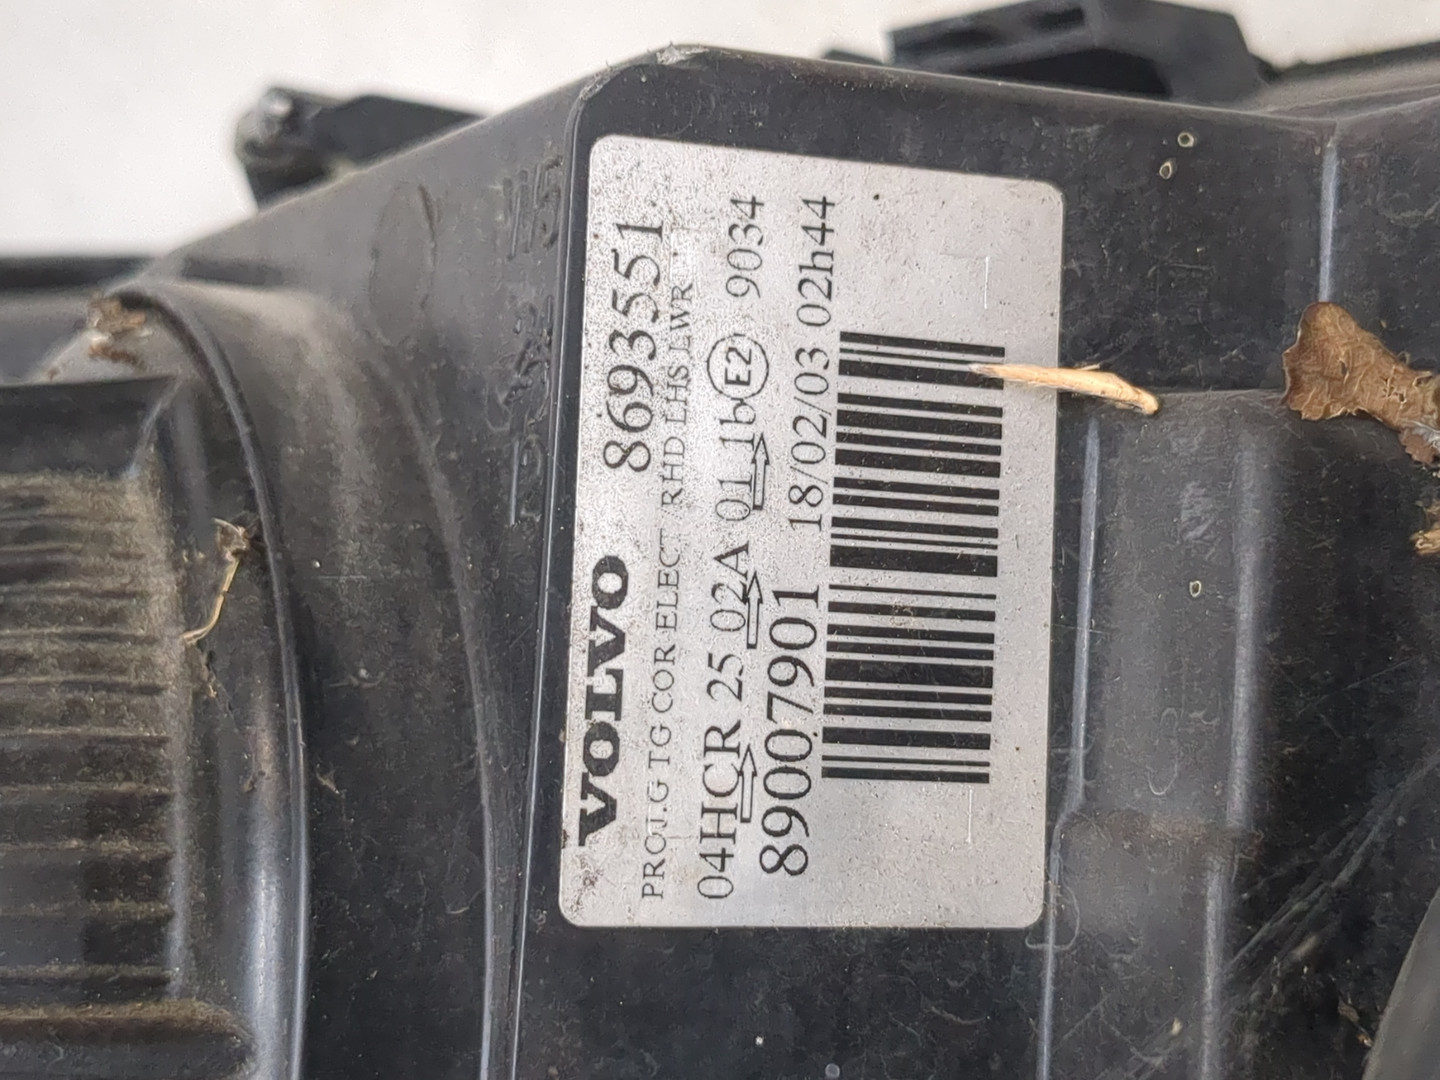 VOLVO 8693551
PROJ.G TG COR ELECT RHD LHS LWR
04HCR 25 02A 01 1b E2 9034
89007901 18/02/03 02h44